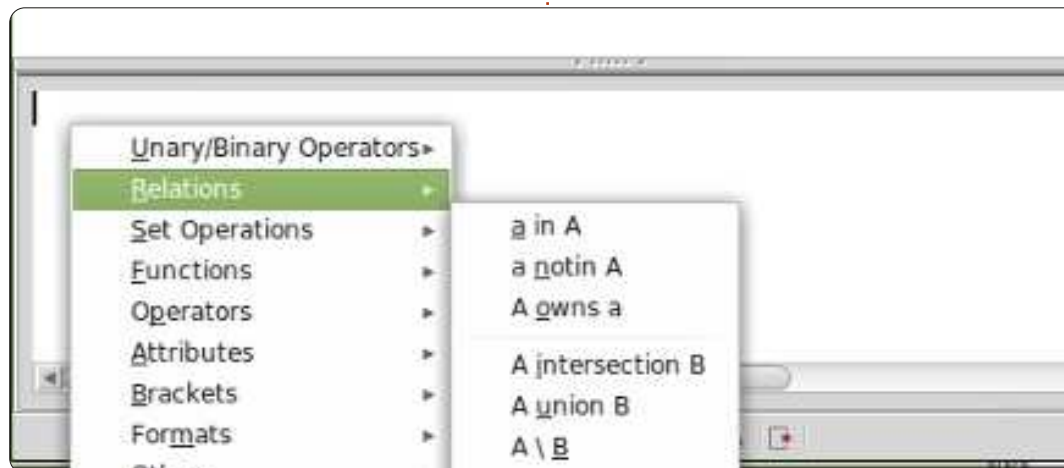 Unary/Binary Operators
Relations
Set Operations
Functions
Operators
Attributes
Brackets
Formats
a in A
a notin A
A owns a
A intersection B
A union B
A \ B